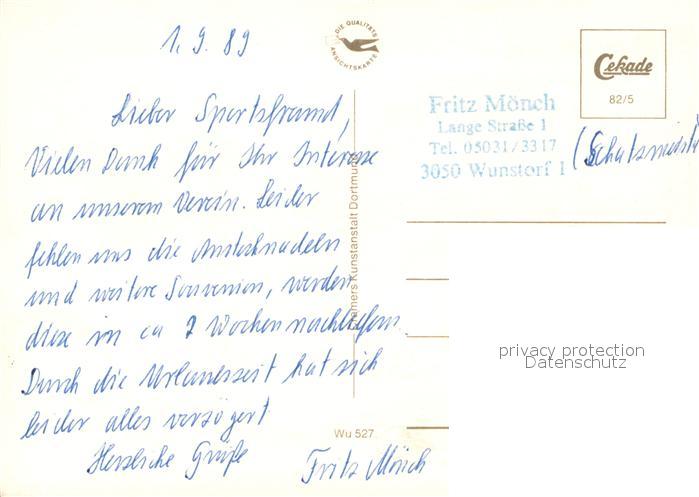 1.9.89
DIE QUALITÄTS
ANSICHTSKARTE
Cekade
82/5
Fritz Mönch
Lange Straße 1
Tel. 05031/3317
3050 Wunstorf 1
(Schatzmeister
Lieber Sportsfreund,
Vielen Dank für Ihr Interesse
an unserem Verein. Leider
fehlen uns die Anstecknadeln
und weitere Souvenirs, werden
diese in ca 2 Wochen nachliefern.
Durch die Urlaubszeit hat sich
leider alles verzögert
Herzliche Grüße
Fritz Mönch
Cramers Kunstanstalt Dortmund
Wu 527
privacy protection
Datenschutz